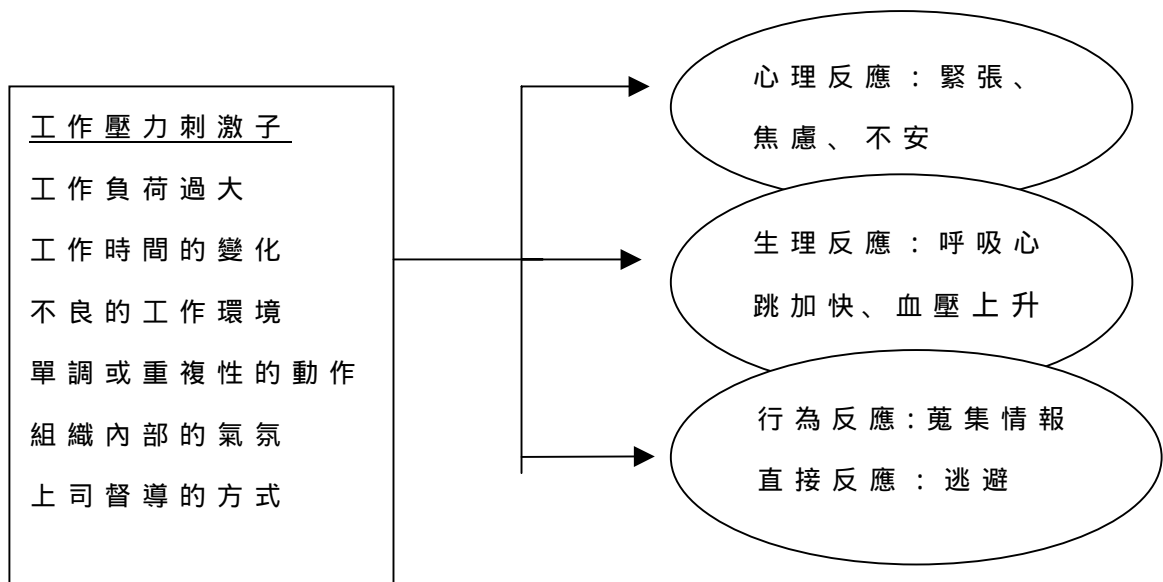 工作壓力刺激子
工作負荷過大
工作時間的變化
不良的工作環境
單調或重複性的動作
組織內部的氣氛
上司督導的方式
心理反應：緊張、
焦慮、不安
生理反應：呼吸心
跳加快、血壓上升
行為反應：蒐集情報
直接反應：逃避